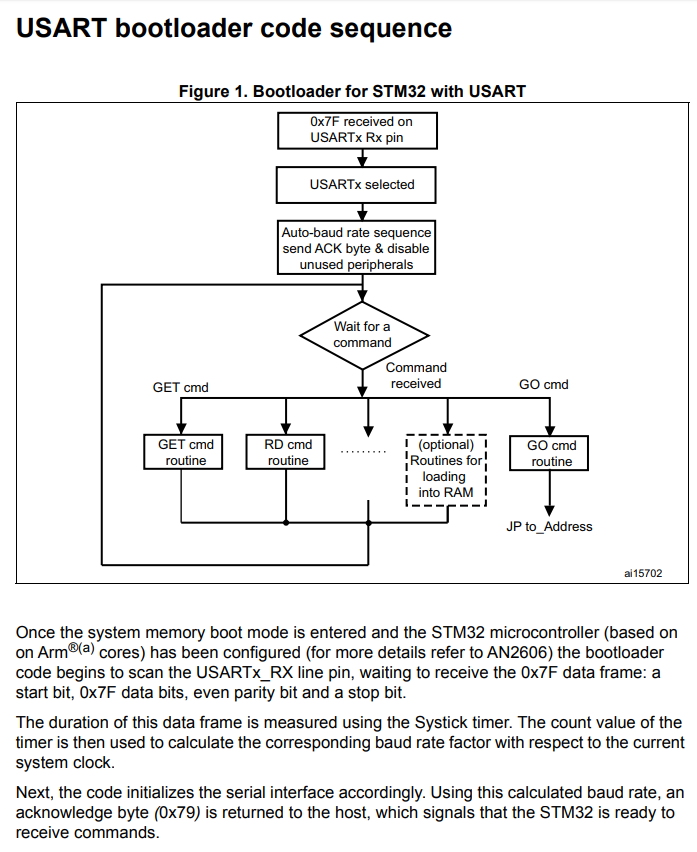 USART bootloader code sequence
Figure 1. Bootloader for STM32 with USART
0x7F received on
USARTx Rx pin
USARTx selected
Auto-baud rate sequence
send ACK byte & disable
unused peripherals
Wait for a
command
Command
received
GET cmd
GO cmd
GET cmd
routine
RD cmd
routine
.........
(optional)
Routines for
loading
into RAM
GO cmd
routine
JP to_Address
ai15702
Once the system memory boot mode is entered and the STM32 microcontroller (based on
on Arm®(a) cores) has been configured (for more details refer to AN2606) the bootloader
code begins to scan the USARTx_RX line pin, waiting to receive the 0x7F data frame: a
start bit, 0x7F data bits, even parity bit and a stop bit.
The duration of this data frame is measured using the Systick timer. The count value of the
timer is then used to calculate the corresponding baud rate factor with respect to the current
system clock.
Next, the code initializes the serial interface accordingly. Using this calculated baud rate, an
acknowledge byte (0x79) is returned to the host, which signals that the STM32 is ready to
receive commands.